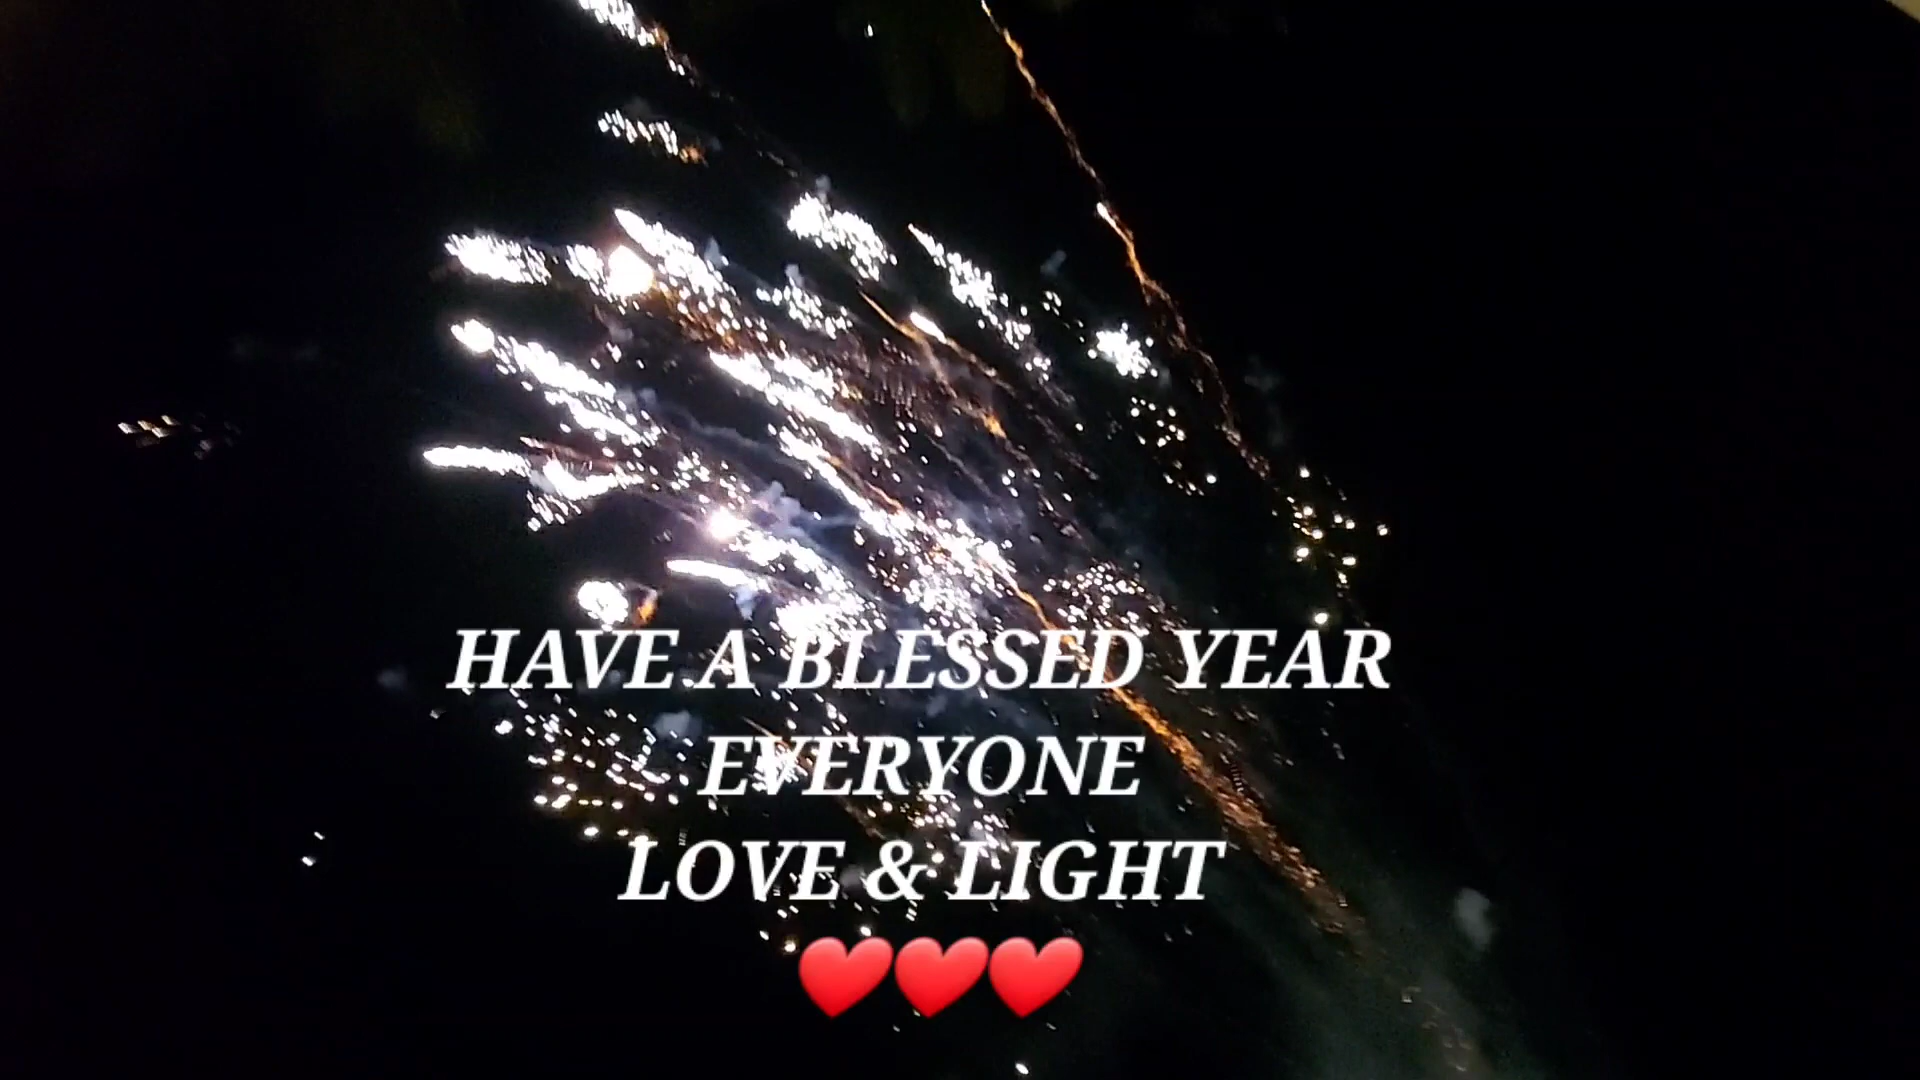 HAVE A BLESSED YEAR
EVERYONE
LOVE & LIGHT
❤️❤️❤️